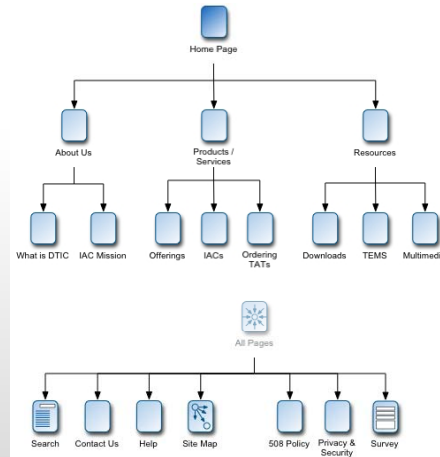 Home Page
About Us
Products /
Services
Resources
What is DTIC
IAC Mission
Offerings
IACs
Ordering
TATs
Downloads
TEMS
Multimedi
All Pages
Search
Contact Us
Help
Site Map
508 Policy
Privacy &
Security
Survey